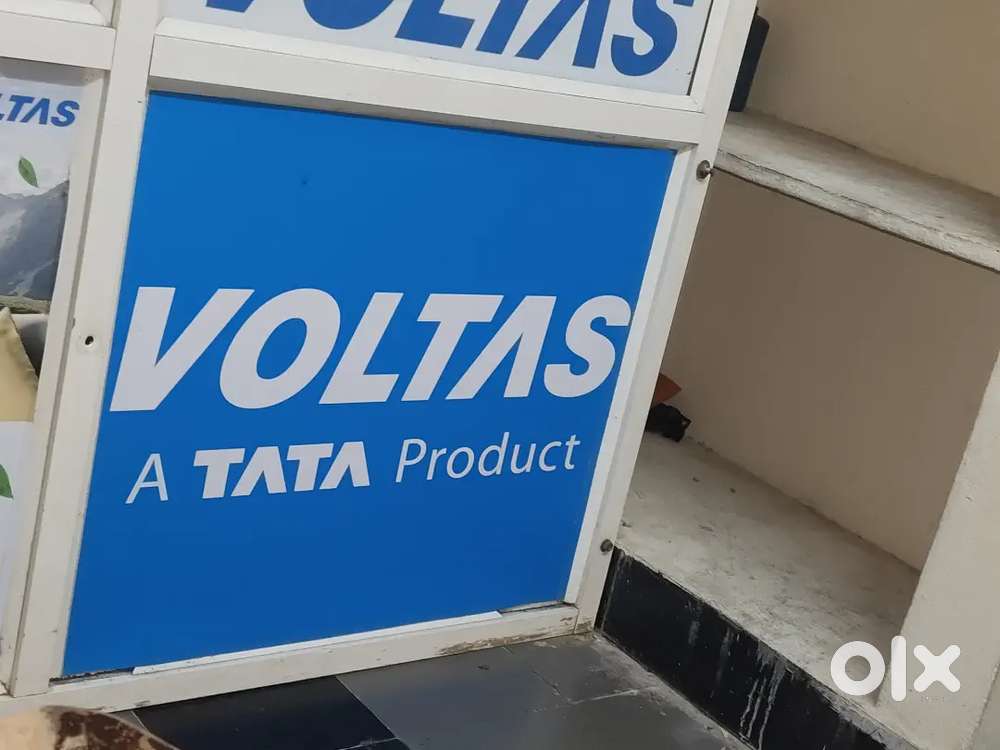 VOLTAS
LTAS
VOLTAS
A TATA Product
olx